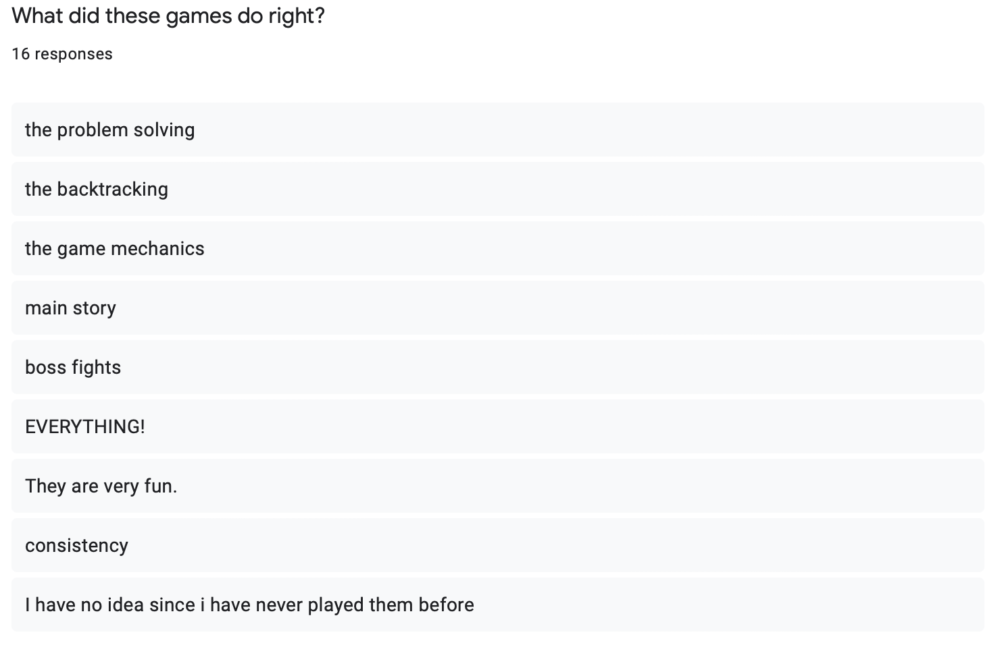 What did these games do right?
16 responses
the problem solving
the backtracking
the game mechanics
main story
boss fights
EVERYTHING!
They are very fun.
consistency
I have no idea since i have never played them before